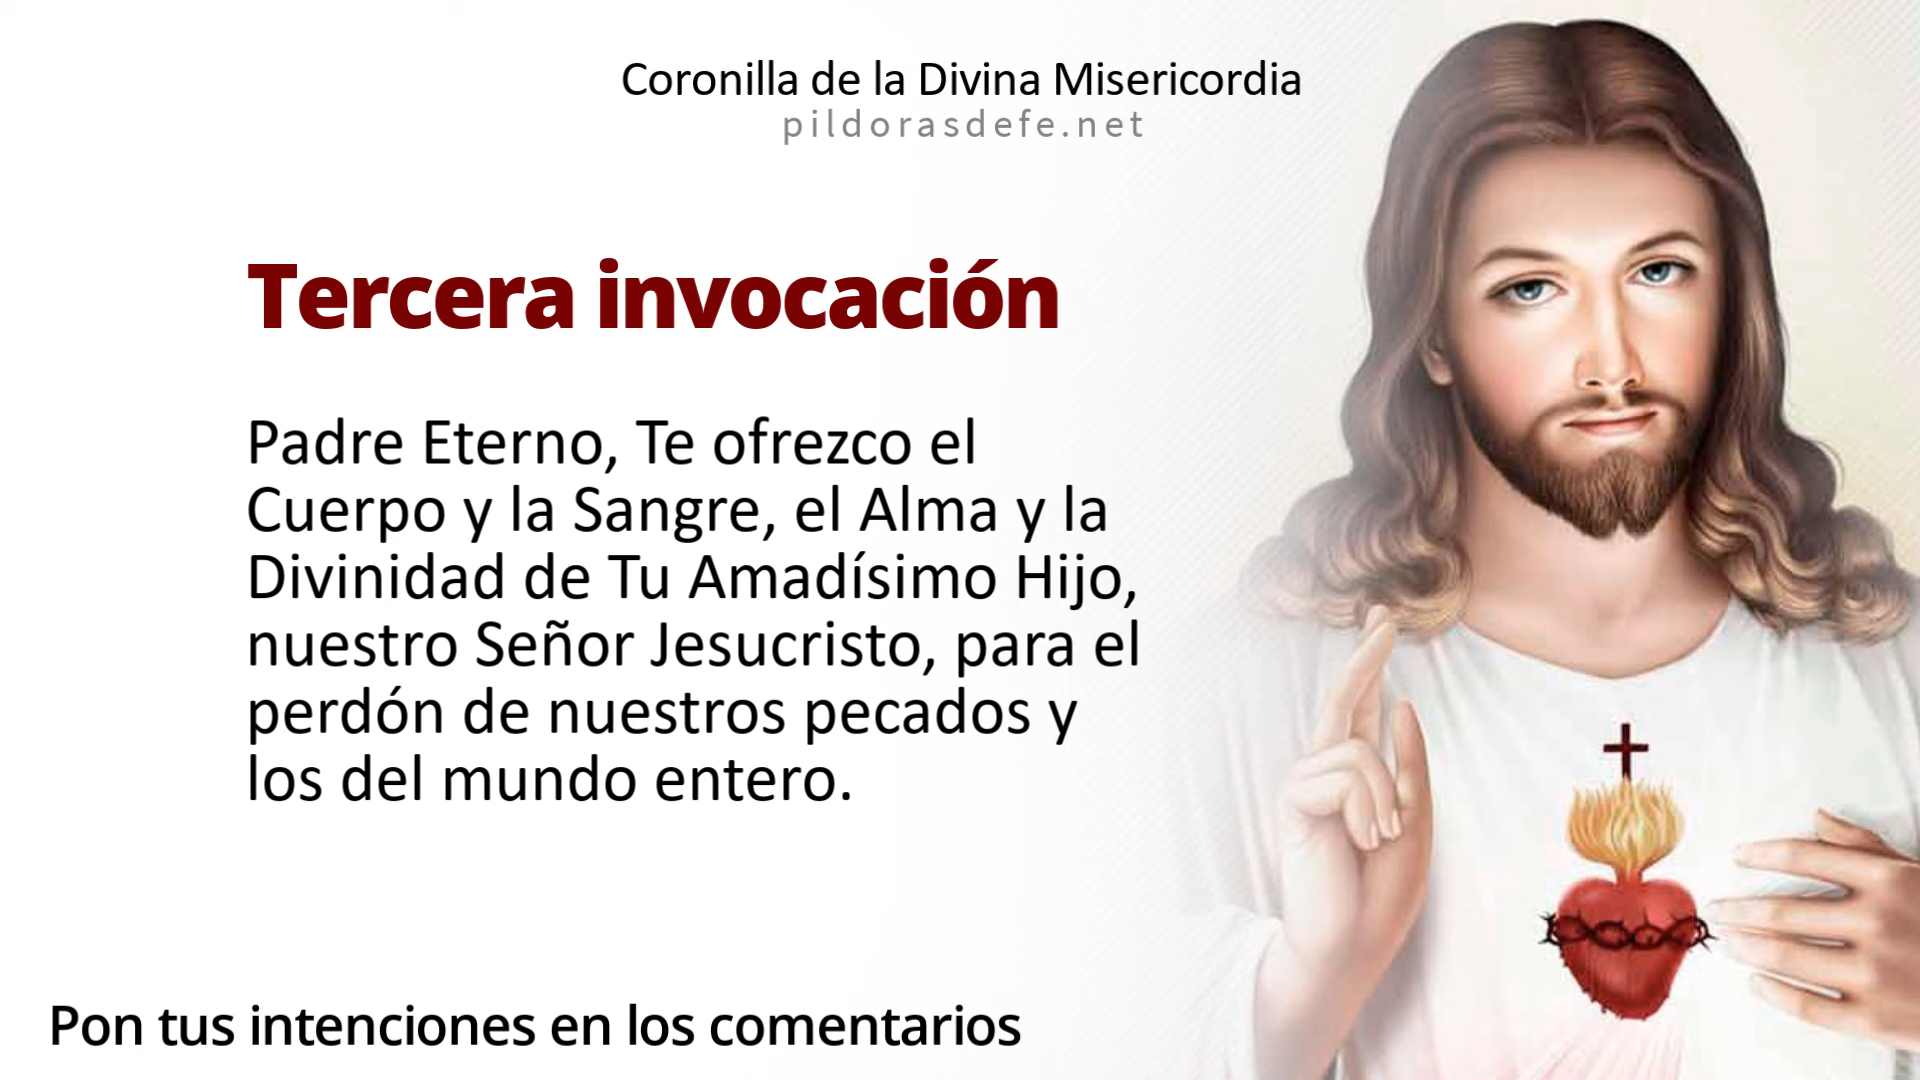 Coronilla de la Divina Misericordia
pildorasdefe.net
Tercera invocación
Padre Eterno, Te ofrezco el
Cuerpo y la Sangre, el Alma y la
Divinidad de Tu Amadísimo Hijo,
nuestro Señor Jesucristo, para el
perdón de nuestros pecados y
los del mundo entero.
Pon tus intenciones en los comentarios